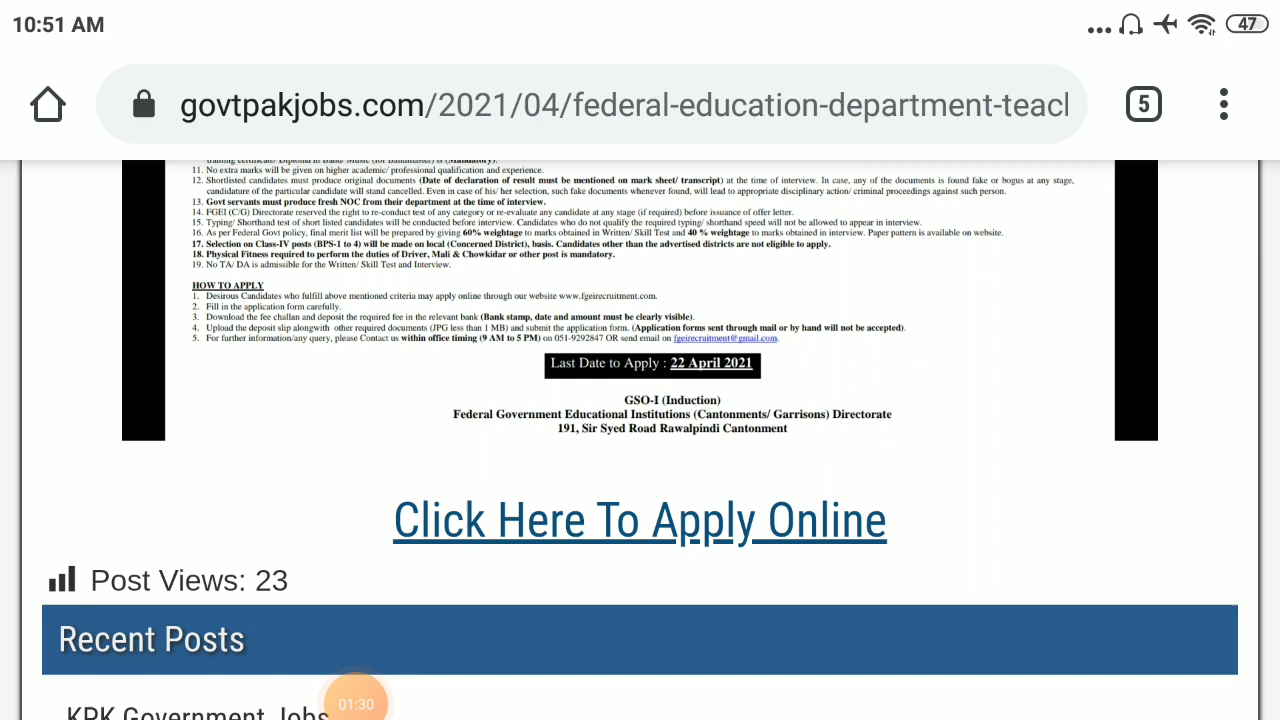 10:51 AM
47
govtpakjobs.com/2021/04/federal-education-department-teacl
5
training certificate/ Diploma in Band/ Music (for Bandmaster) is (Mandatory).
11. No extra marks will be given on higher academic/ professional qualification and experience.
12. Shortlisted candidates must produce original documents (Date of declaration of result must be mentioned on mark sheet/ transcript) at the time of interview. In case, any of the documents is found fake or bogus at any stage,
candidature of the particular candidate will stand cancelled. Even in case of his/ her selection, such fake documents whenever found, will lead to appropriate disciplinary action/ criminal proceedings against such person.
13. Govt servants must produce fresh NOC from their department at the time of interview.
14. FGEI (C/G) Directorate reserved the right to re-conduct test of any category or re-evaluate any candidate at any stage (if required) before issuance of offer letter.
15. Typing/ Shorthand test of short listed candidates will be conducted before interview. Candidates who do not qualify the required typing/ shorthand speed will not be allowed to appear in interview.
16. As per Federal Govt policy, final merit list will be prepared by giving 60% weightage to marks obtained in Written/ Skill Test and 40 % weightage to marks obtained in interview. Paper pattern is available on website.
17. Selection on Class-IV posts (BPS-1 to 4) will be made on local (Concerned District), basis. Candidates other than the advertised districts are not eligible to apply.
18. Physical Fitness required to perform the duties of Driver, Mali & Chowkidar or other post is mandatory.
19. No TA/ DA is admissible for the Written/ Skill Test and Interview.
HOW TO APPLY
1. Desirous Candidates who fulfill above mentioned criteria may apply online through our website www.fgeirecruitment.com.
2. Fill in the application form carefully.
3. Download the fee challan and deposit the required fee in the relevant bank (Bank stamp, date and amount must be clearly visible).
4. Upload the deposit slip alongwith other required documents (JPG less than 1 MB) and submit the application form. (Application forms sent through mail or by hand will not be accepted).
5. For further information/any query, please Contact us within office timing (9 AM to 5 PM) on 051-9292847 OR send email on fgeirecruitment@gmail.com.
Last Date to Apply : 22 April 2021
GSO-I (Induction)
Federal Government Educational Institutions (Cantonments/ Garrisons) Directorate
191, Sir Syed Road Rawalpindi Cantonment
Click Here To Apply Online
Post Views: 23
Recent Posts
KPK Government Jobs
01:30